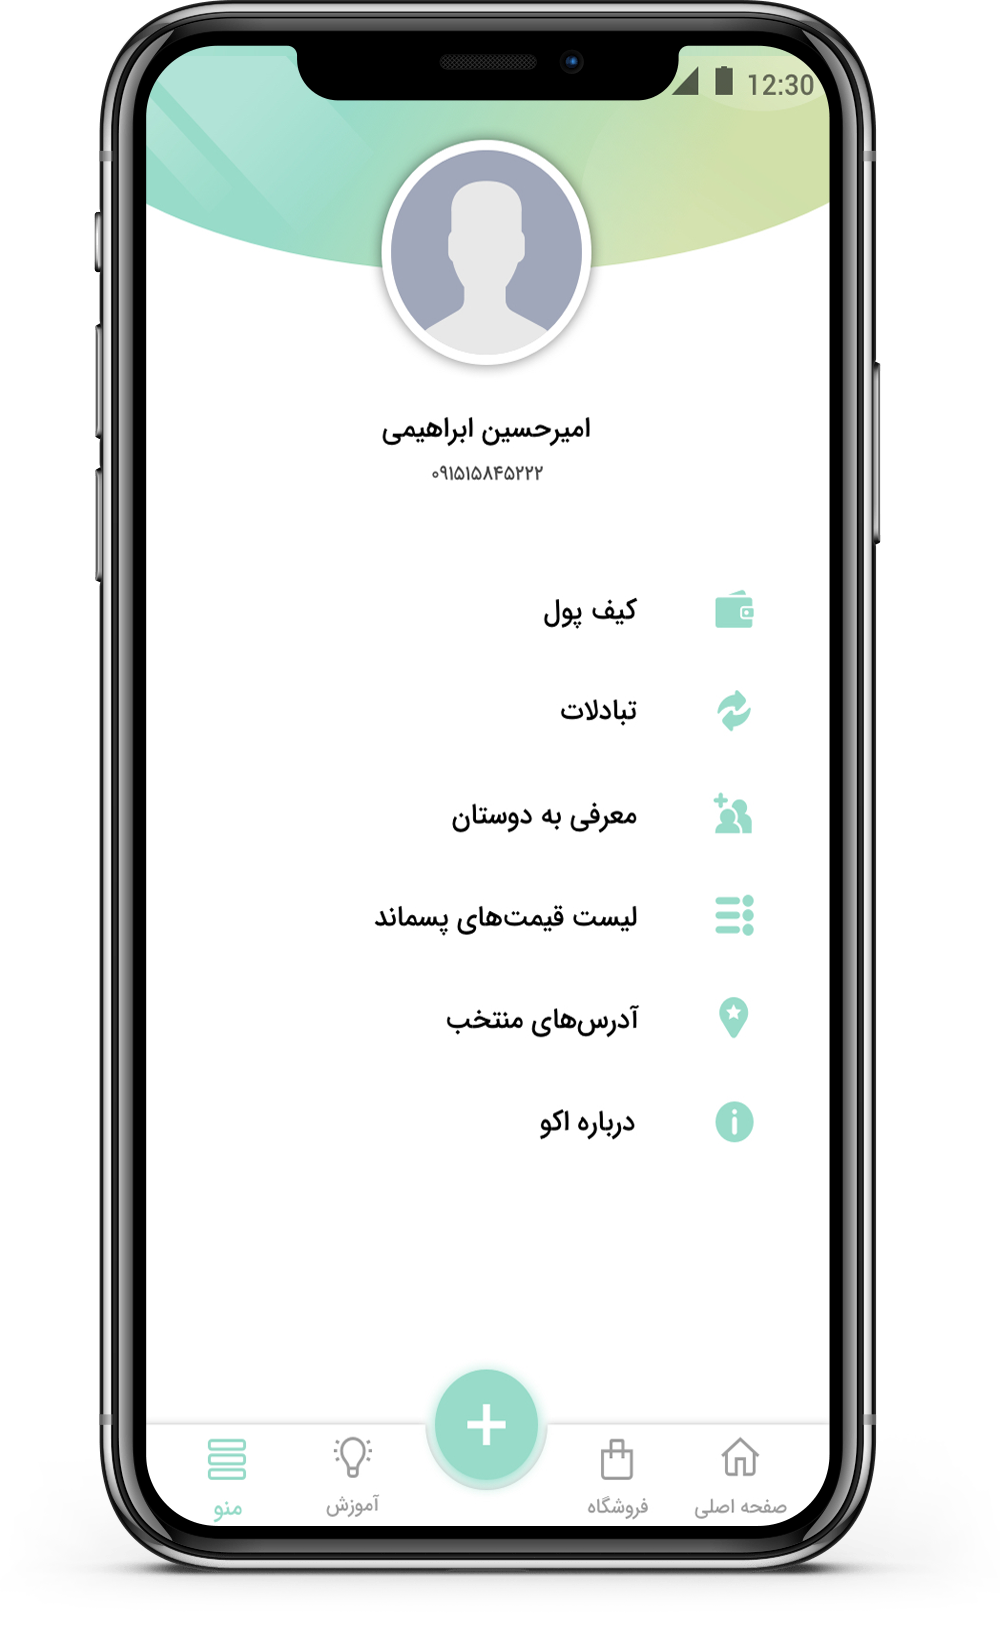 12:30
امیرحسین ابراهیمی
۰۹۱۵۱۵۸۴۵۲۲۲
کیف پول
تبادلات
معرفی به دوستان
لیست قیمت‌های پسماند
آدرس‌های منتخب
درباره اکو
صفحه اصلی
فروشگاه
آموزش
منو